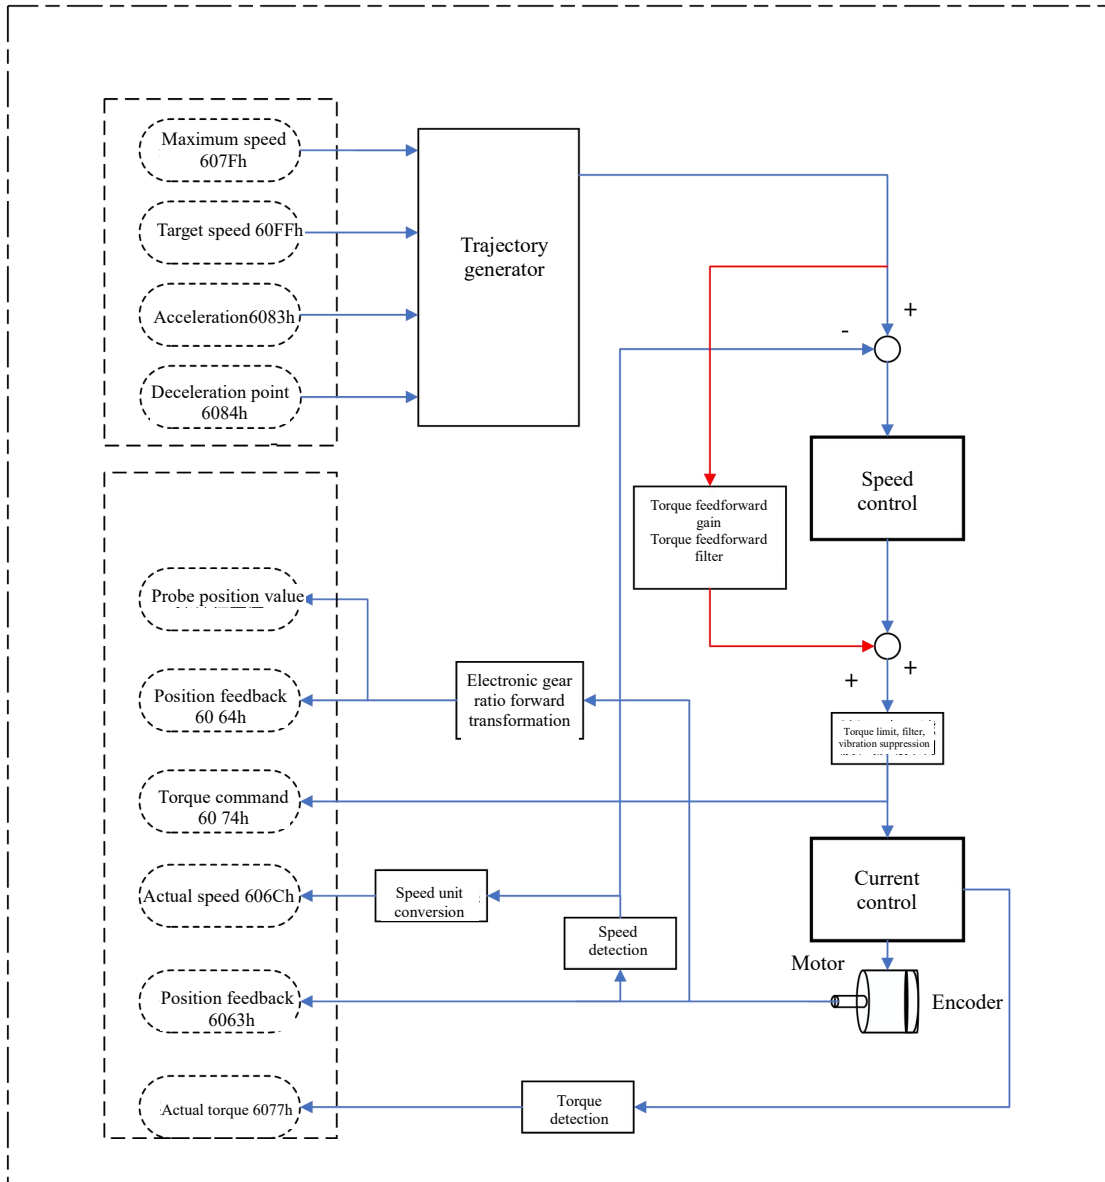 Maximum speed
607Fh
Target speed 60FFh
Acceleration6083h
Deceleration point
6084h
Trajectory
generator
+
-
Speed
control
Torque feedforward
gain
Torque feedforward
filter
+
+
Probe position value
Position feedback
60 64h
Electronic gear
ratio forward
transformation
Torque limit, filter,
vibration suppression
Torque command
60 74h
Actual speed 606Ch
Speed unit
conversion
Speed
detection
Current
control
Motor
Encoder
Position feedback
6063h
Actual torque 6077h
Torque
detection